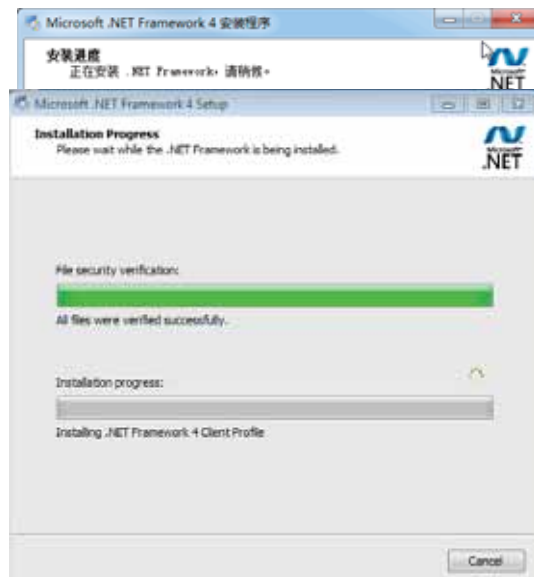 Microsoft .NET Framework 4 安装程序
安装进度
正在安装 .NET Framework。请稍候。
Microsoft
.NET
Microsoft .NET Framework 4 Setup
Installation Progress
Please wait while the .NET Framework is being installed.
Microsoft
.NET
File security verification:
All files were verified successfully.
Installation progress:
Installing .NET Framework 4 Client Profile
Cancel